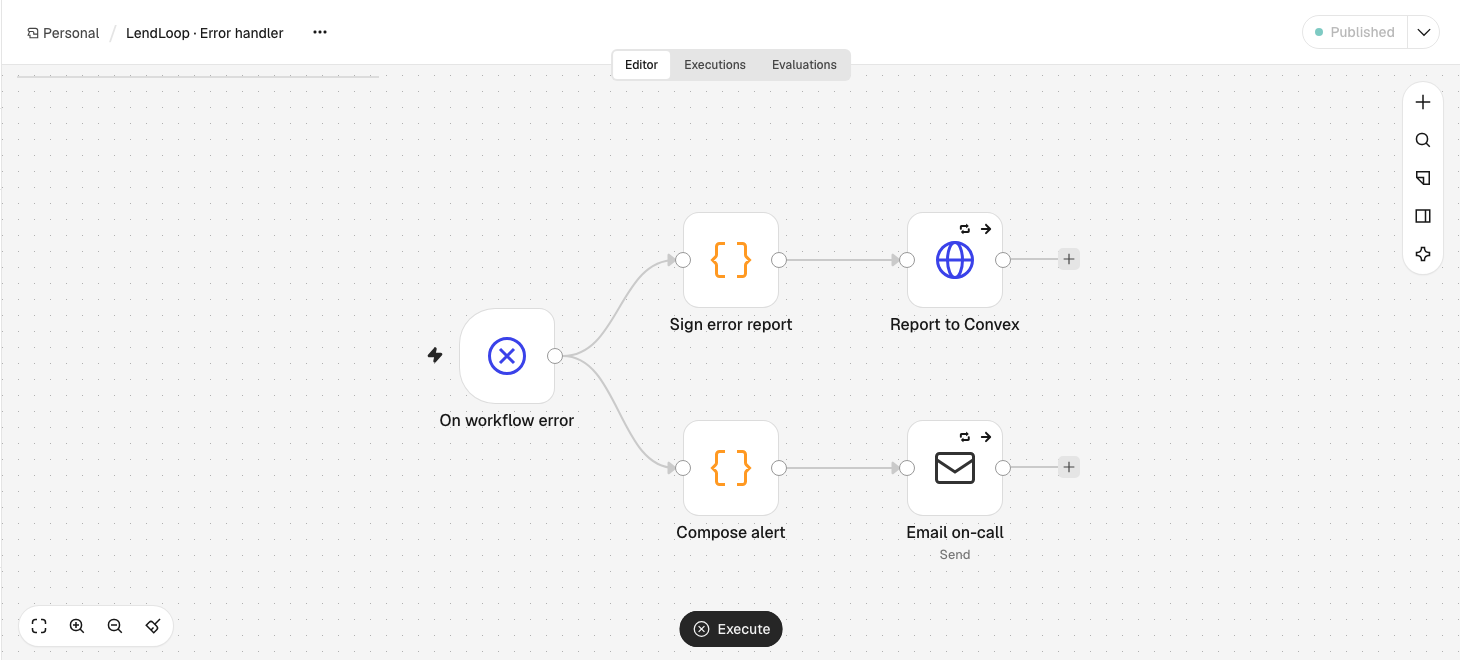 Personal / LendLoop · Error handler ...
Published
Editor Executions Evaluations
Sign error report
Report to Convex
On workflow error
Compose alert
Email on-call
Send
Execute